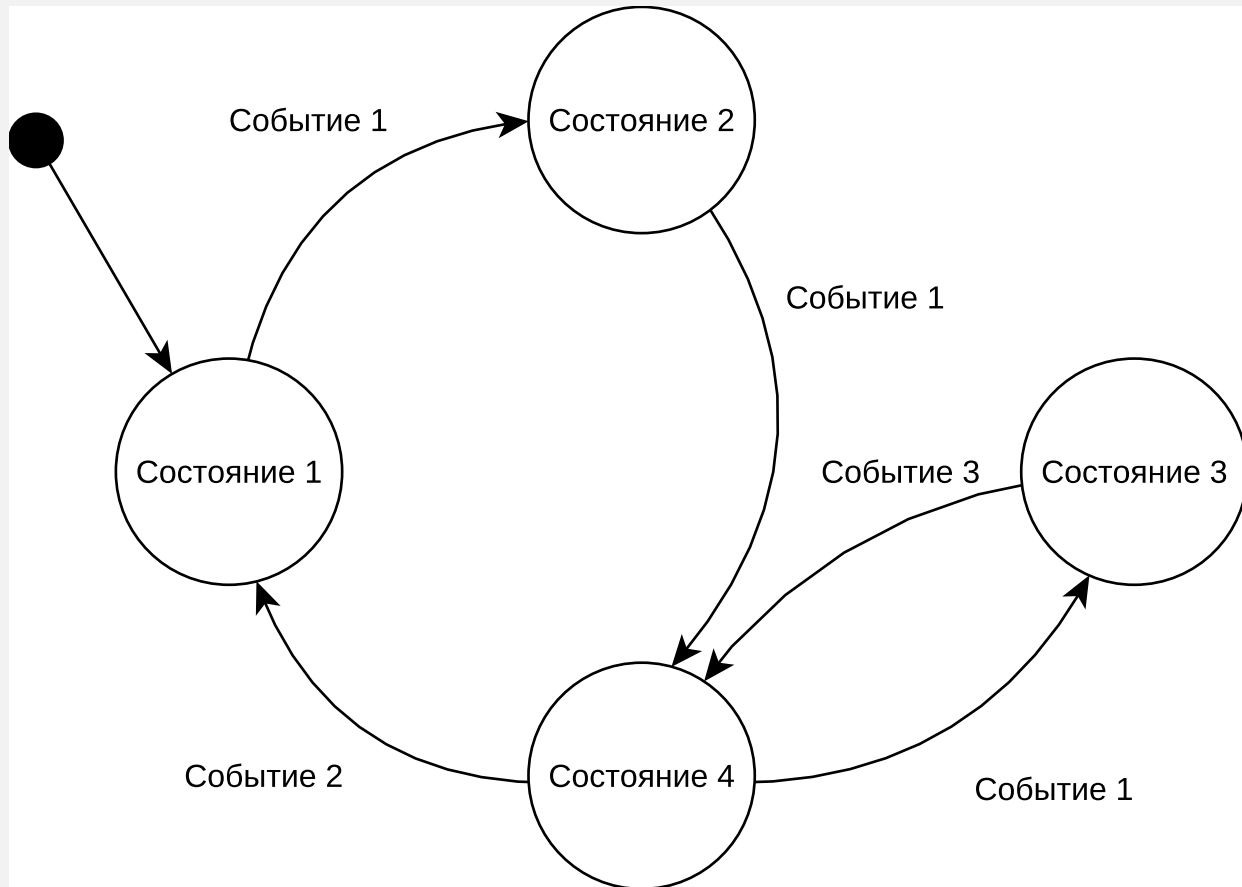 Событие 1
Состояние 2
Событие 1
Состояние 1
Событие 3
Состояние 3
Событие 2
Состояние 4
Событие 1